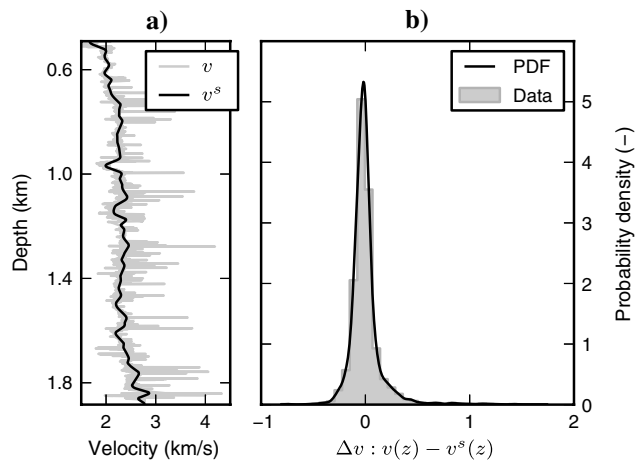 a)
b)
v
v^s
PDF
Data
0.6
1.0
1.4
1.8
Depth (km)
2 3 4
Velocity (km/s)
5
4
3
2
1
0
Probability density (−)
−1 0 1 2
Δv : v(z) − v^s(z)